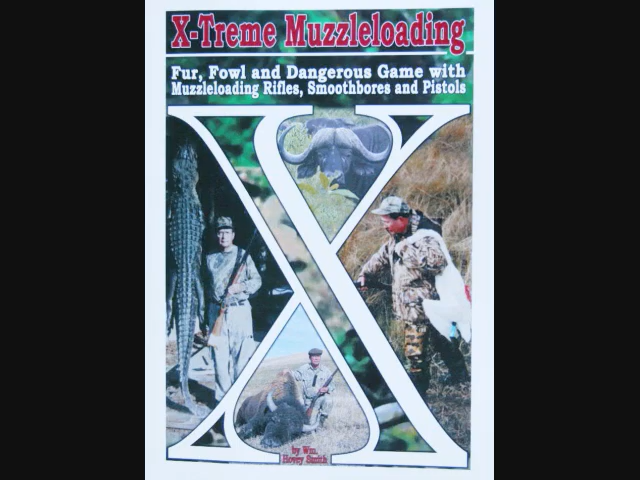 X-Treme Muzzleloading
Fur, Fowl and Dangerous Game with
Muzzleloading Rifles, Smoothbores and Pistols
by Wm.
Hovey Smith